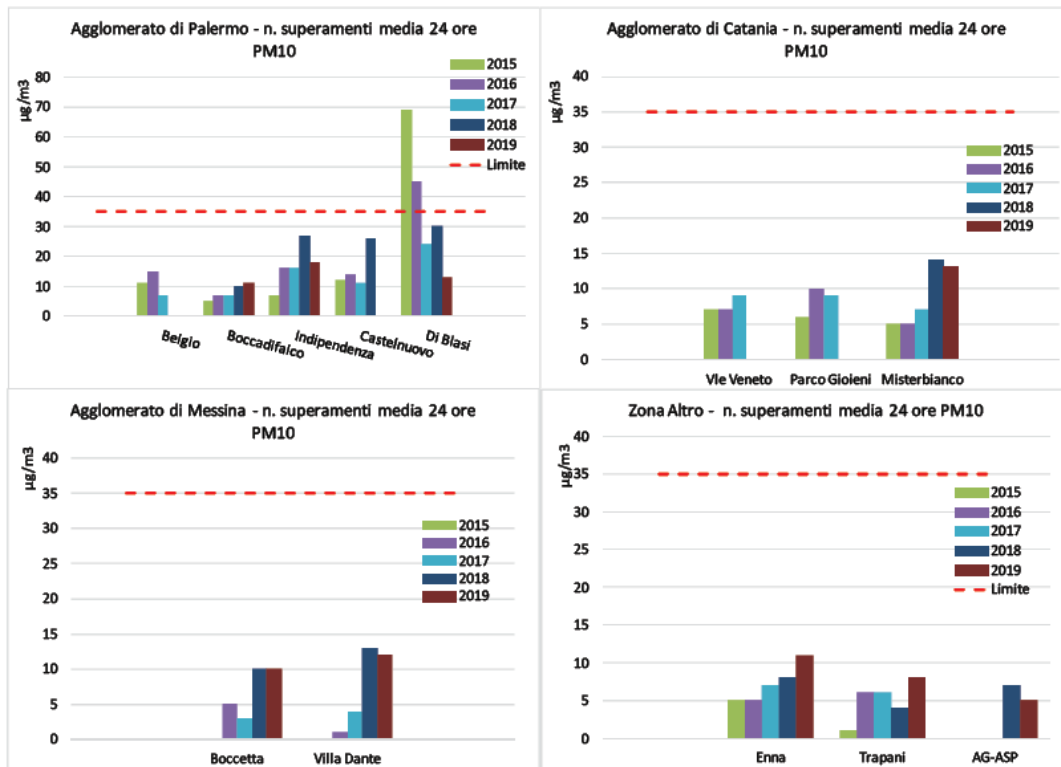 Agglomerato di Palermo - n. superamenti media 24 ore
PM10
µg/m3
80
70
60
50
40
30
20
10
0
2015
2016
2017
2018
2019
Limite
Belgio
Boccadifalco
Indipendenza
Castelnuovo
Di Blasi
Agglomerato di Catania - n. superamenti media 24 ore
PM10
µg/m3
40
35
30
25
20
15
10
5
0
2015
2016
2017
2018
2019
Vle Veneto
Parco Gioieni
Misterbianco
Agglomerato di Messina - n. superamenti media 24 ore
PM10
µg/m3
40
35
30
25
20
15
10
5
0
2015
2016
2017
2018
2019
Boccetta
Villa Dante
Zona Altro - n. superamenti media 24 ore PM10
µg/m3
40
35
30
25
20
15
10
5
0
2015
2016
2017
2018
2019
Limite
Enna
Trapani
AG-ASP